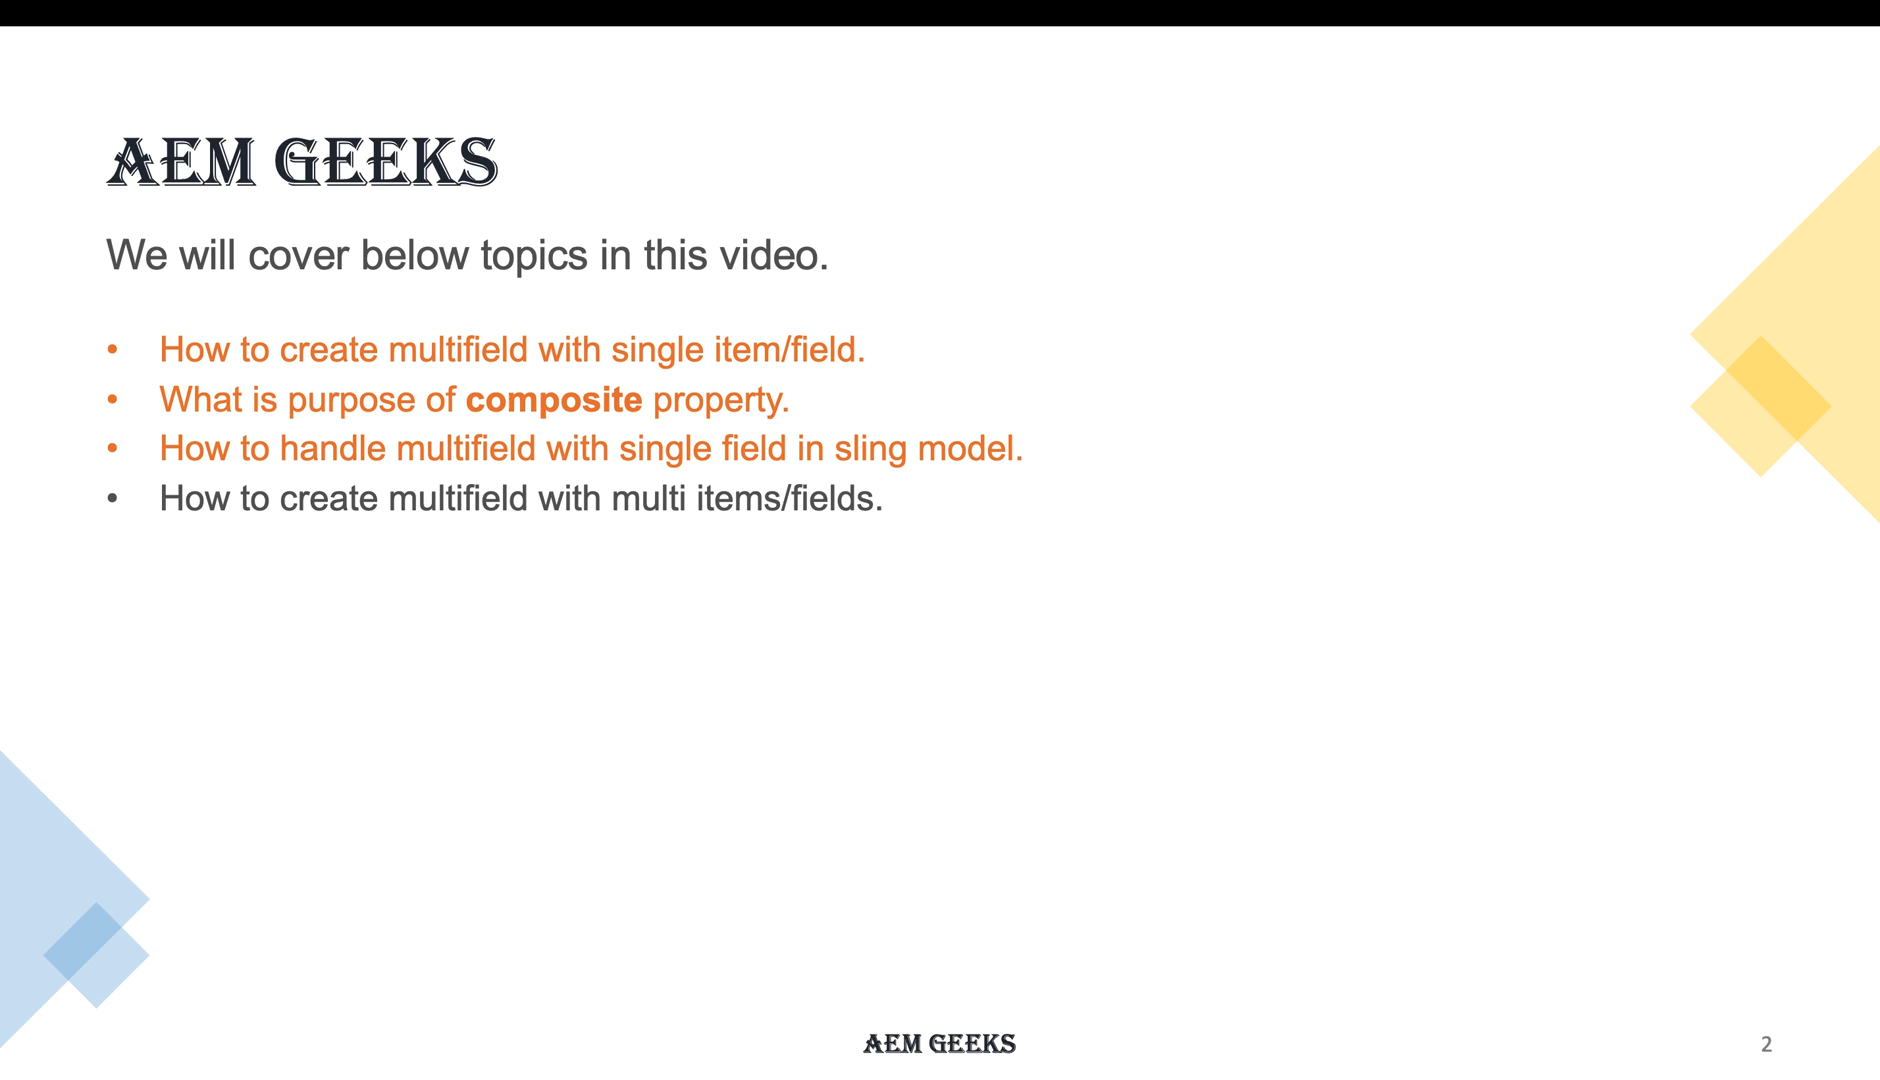 AEM GEEKS
We will cover below topics in this video.
• How to create multifield with single item/field.
• What is purpose of composite property.
• How to handle multifield with single field in sling model.
• How to create multifield with multi items/fields.
AEM GEEKS
2